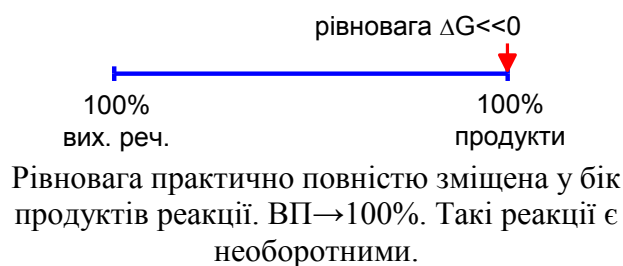 рівновага ΔG<<0
100% 100%
вих. реч. продукти
Рівновага практично повністю зміщена у бік
продуктів реакції. ВП→100%. Такі реакції є
необоротними.